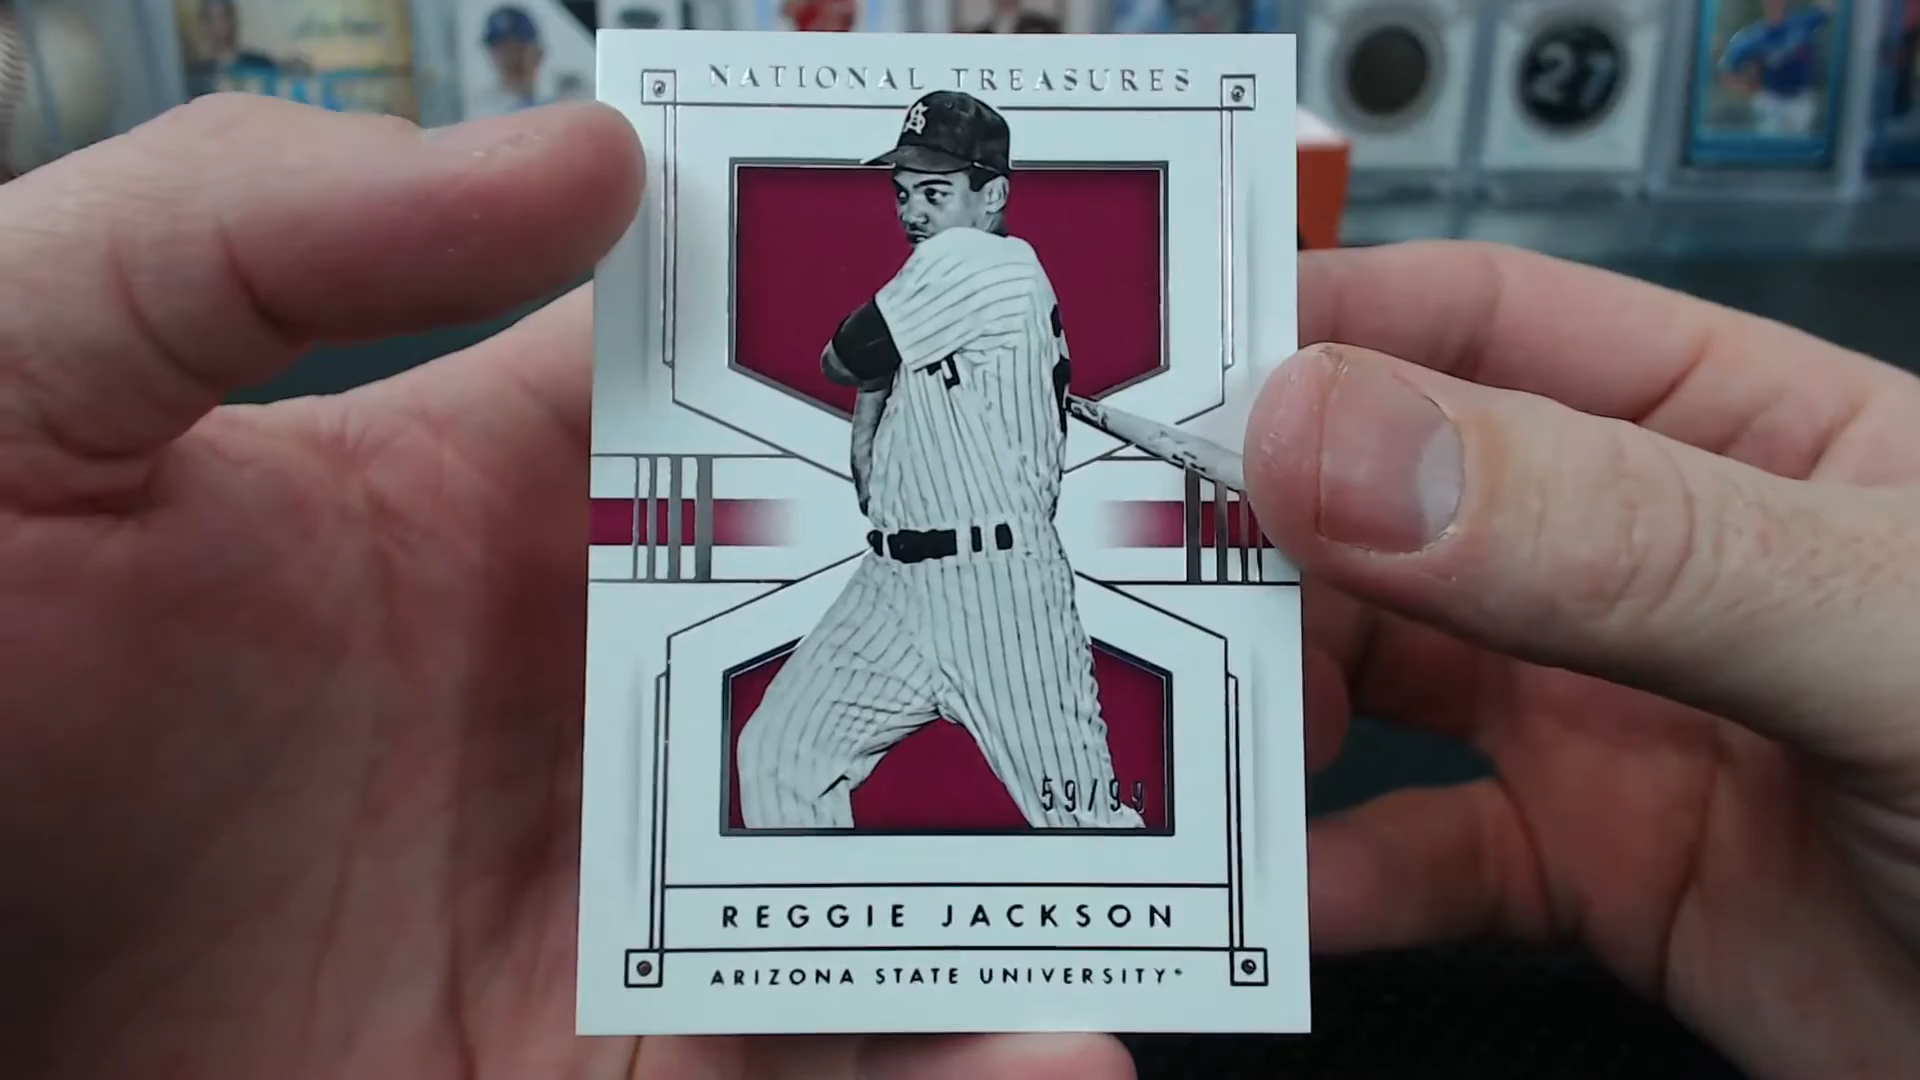 27
NATIONAL TREASURES
59/99
REGGIE JACKSON
ARIZONA STATE UNIVERSITY